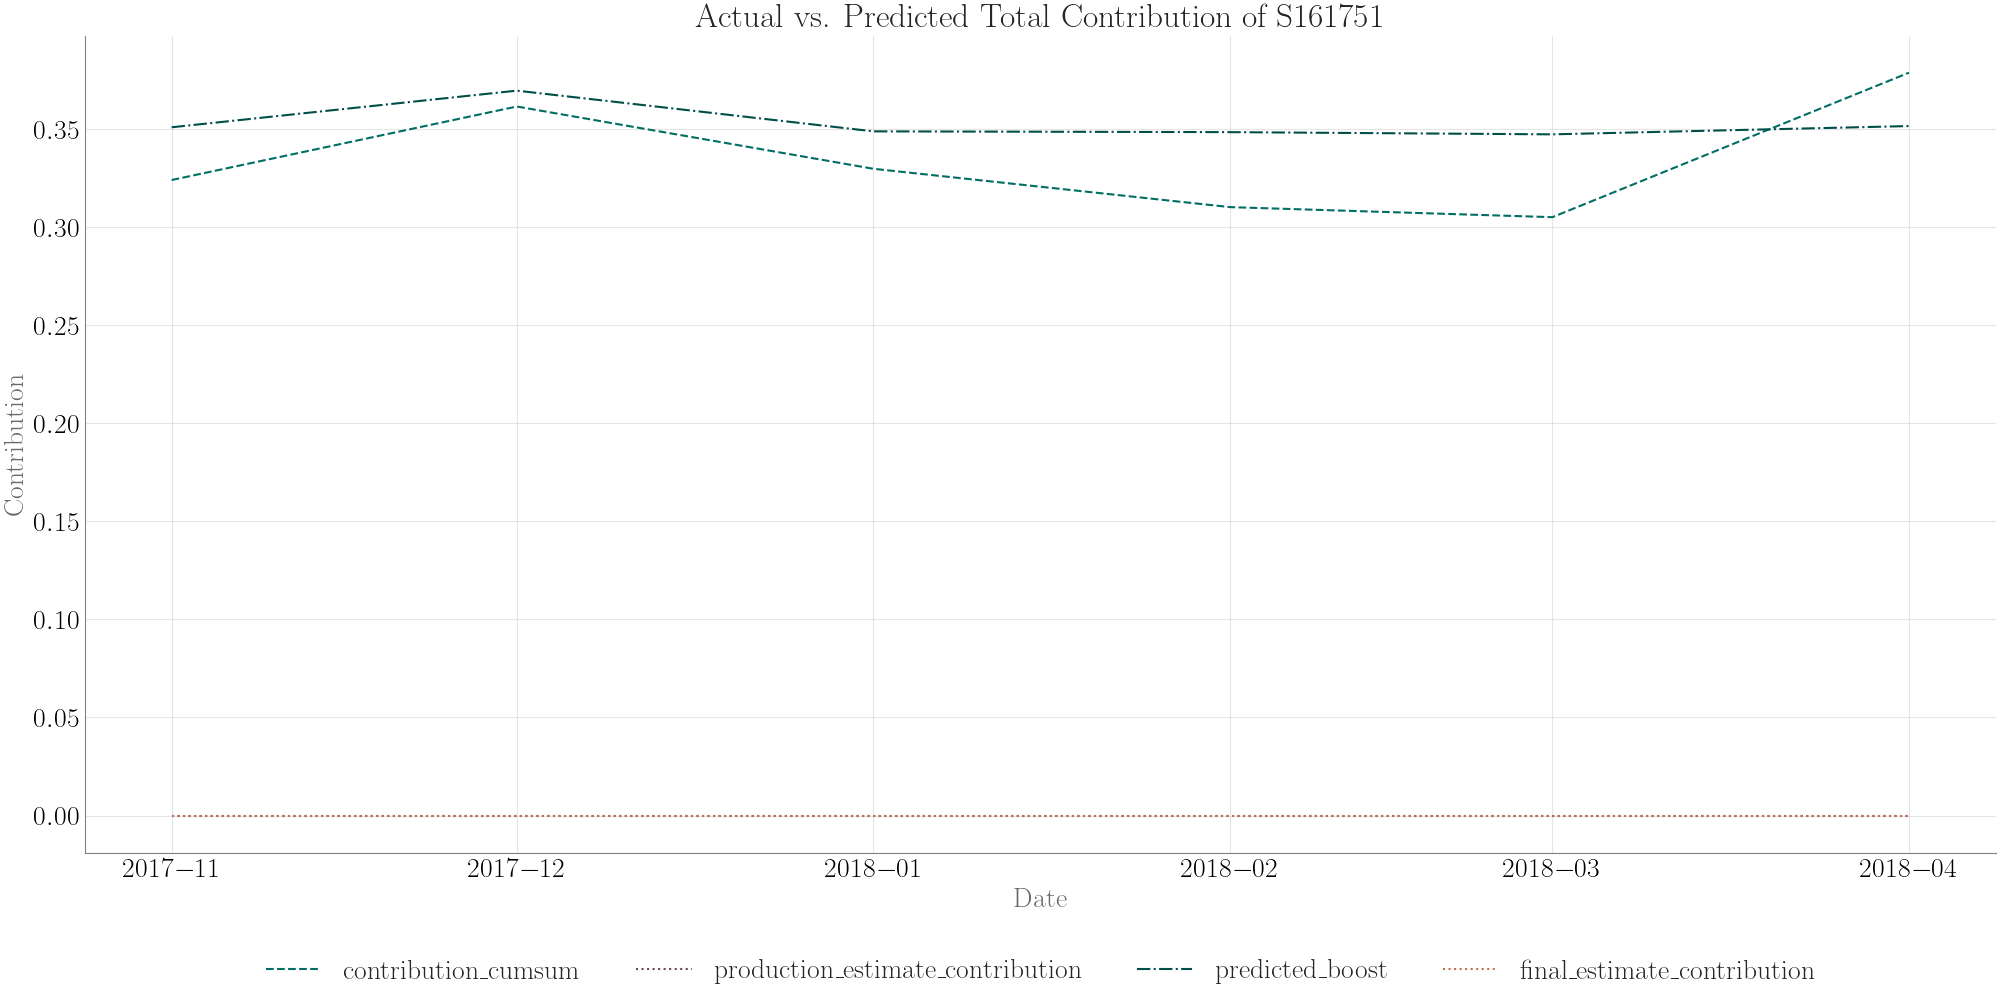 Actual vs. Predicted Total Contribution of S161751
Contribution
0.35
0.30
0.25
0.20
0.15
0.10
0.05
0.00
2017–11 2017–12 2018–01 2018–02 2018–03 2018–04
Date
contribution_cumsum production_estimate_contribution predicted_boost final_estimate_contribution